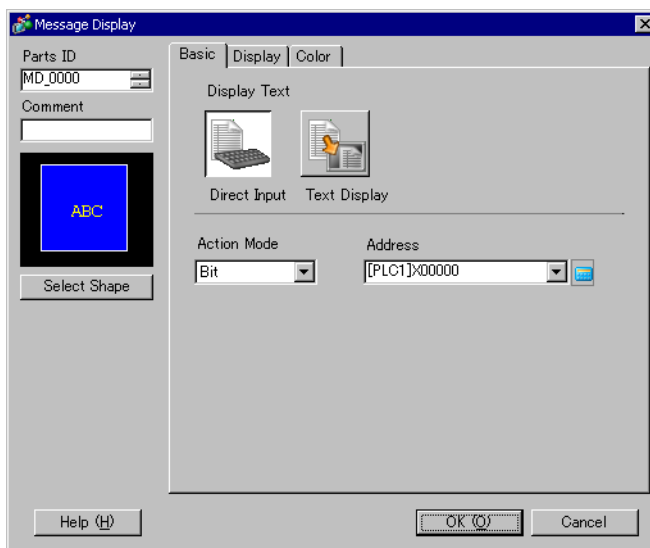 Message Display
Parts ID
MD_0000
Comment
ABC
Select Shape
Basic
Display
Color
Display Text
Direct Input
Text Display
Action Mode
Bit
Address
[PLC1]X00000
Help (H)
OK (O)
Cancel